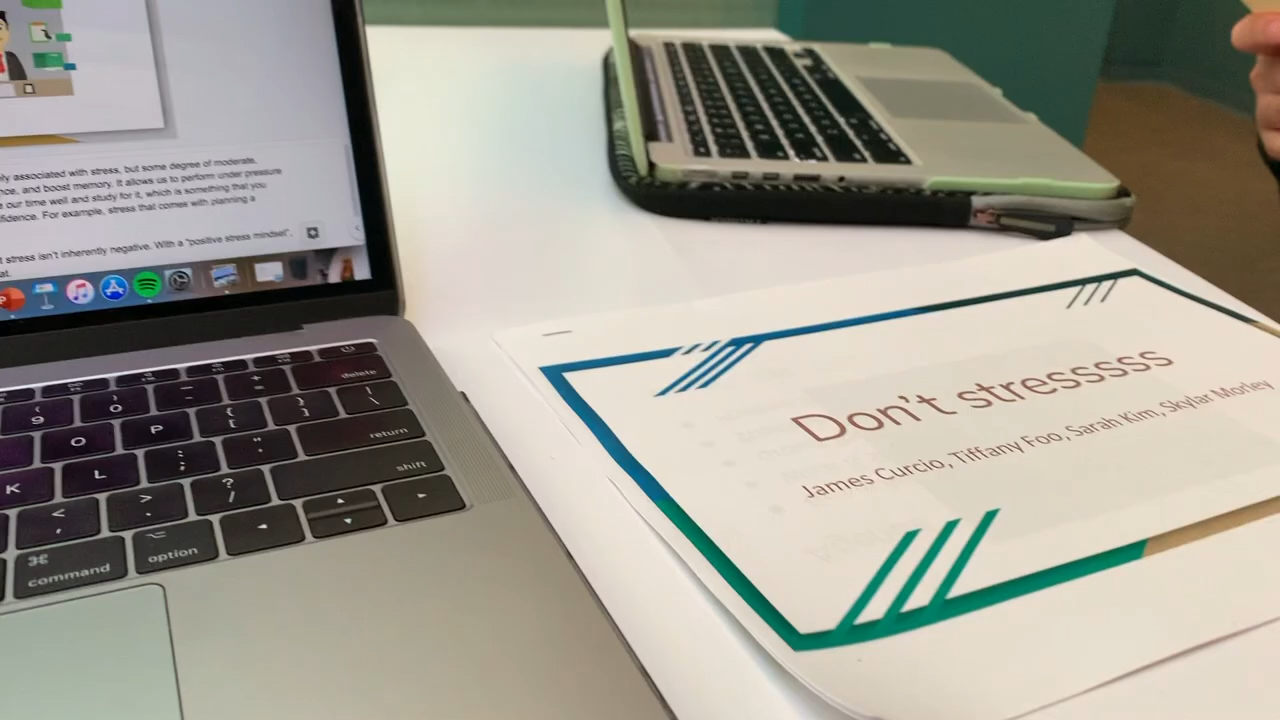 ly associated with stress, but some degree of moderate,
nce, and boost memory. It allows us to perform under pressure
e our time well and study for it, which is something that you
fidence. For example, stress that comes with planning a
t stress isn't inherently negative. With a "positive stress mindset",
at.
delete
return
shift
command
option
9
0
O
P
K
L
Don't stresssss
James Curcio, Tiffany Foo, Sarah Kim, Skylar Morley